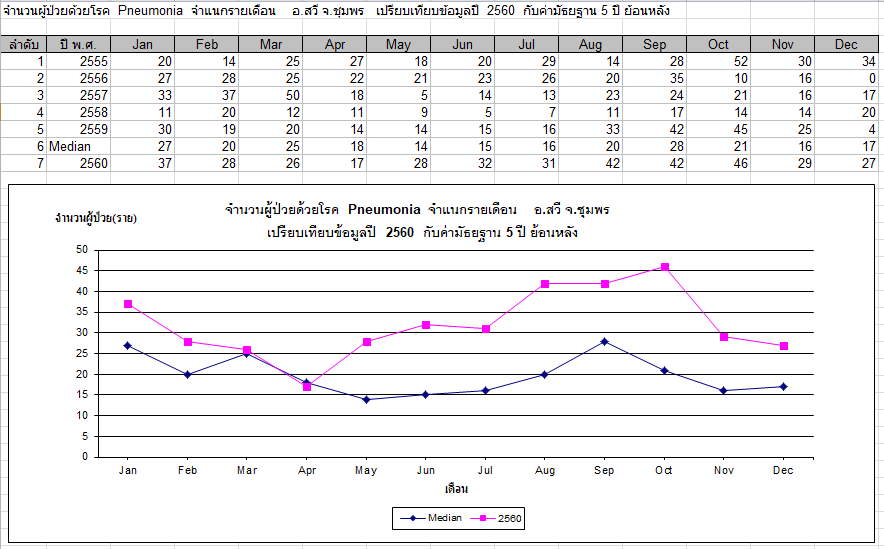 จำนวนผู้ป่วยด้วยโรค Pneumonia จำแนกรายเดือน อ.สวี จ.ชุมพร เปรียบเทียบข้อมูลปี 2560 กับค่ามัธยฐาน 5 ปี ย้อนหลัง
ลำดับ ปี พ.ศ. Jan Feb Mar Apr May Jun Jul Aug Sep Oct Nov Dec
1 2555 20 14 25 27 18 20 29 14 28 52 30 34
2 2556 27 28 25 22 21 23 26 20 35 10 16 0
3 2557 33 37 50 18 5 14 13 23 24 21 16 17
4 2558 11 20 12 11 9 5 7 11 17 14 14 20
5 2559 30 19 20 14 14 15 16 33 42 45 25 4
6 Median 27 20 25 18 14 15 16 20 28 21 16 17
7 2560 37 28 26 17 28 32 31 42 42 46 29 27
จำนวนผู้ป่วยด้วยโรค Pneumonia จำแนกรายเดือน อ.สวี จ.ชุมพร
เปรียบเทียบข้อมูลปี 2560 กับค่ามัธยฐาน 5 ปี ย้อนหลัง
จำนวนผู้ป่วย(ราย)
50
45
40
35
30
25
20
15
10
5
0
Jan Feb Mar Apr May Jun Jul Aug Sep Oct Nov Dec
เดือน
Median 2560